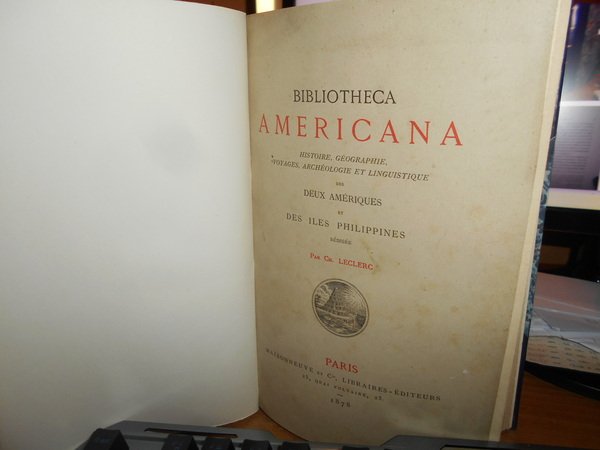 BIBLIOTHECA
AMERICANA
HISTOIRE, GÉOGRAPHIE,
VOYAGES, ARCHÉOLOGIE ET LINGUISTIQUE
DES
DEUX AMÉRIQUES
ET
DES ILES PHILIPPINES
RÉDIGÉE
PAR CH. LECLERC
PARIS
MAISONNEUVE ET Cie, LIBRAIRES-ÉDITEURS
25, QUAI VOLTAIRE, 25.
1878